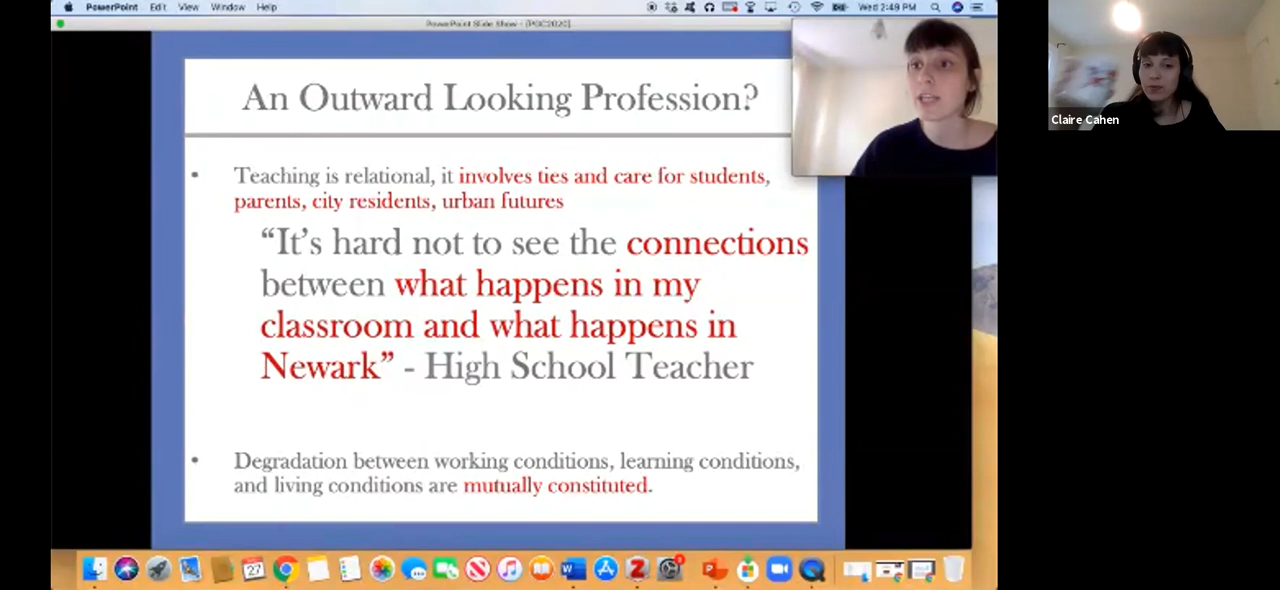 PowerPoint Edit View Window Help
Wed 2:49 PM
PowerPoint Slide Show - [PGC2020]
An Outward Looking Profession?
• Teaching is relational, it involves ties and care for students,
parents, city residents, urban futures
“It’s hard not to see the connections
between what happens in my
classroom and what happens in
Newark” - High School Teacher
• Degradation between working conditions, learning conditions,
and living conditions are mutually constituted.
Claire Cahen
27